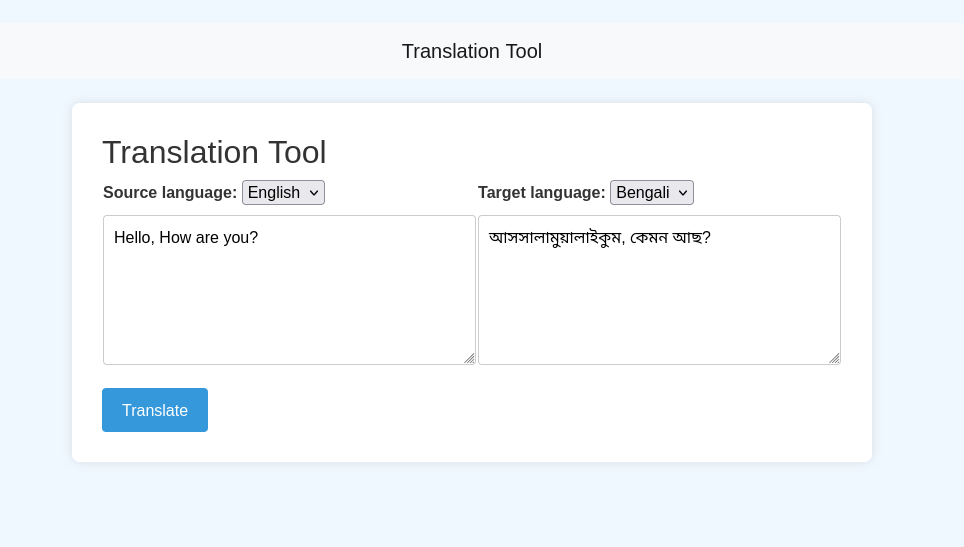 Translation Tool
Translation Tool
Source language: English
Target language: Bengali
Hello, How are you?
আসসালামুয়ালাইকুম, কেমন আছ?
Translate